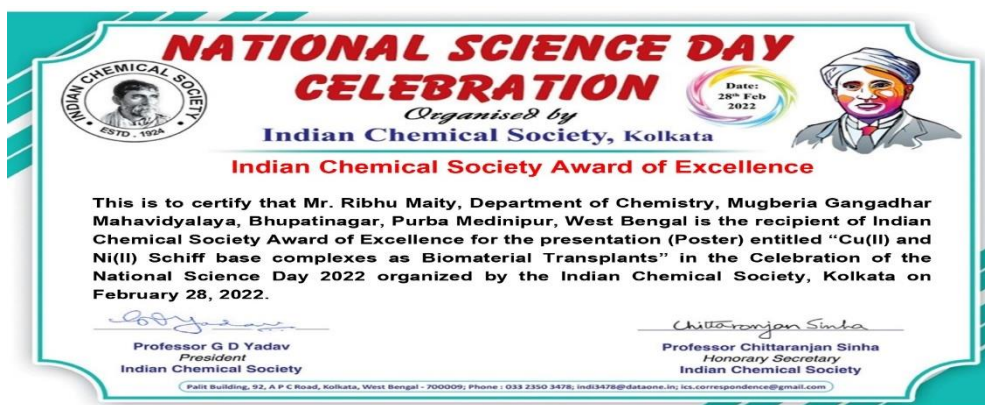 NATIONAL SCIENCE DAY
CELEBRATION
INDIAN CHEMICAL SOCIETY
ESTD. 1924
Date:
28th Feb
2022
Organised by
Indian Chemical Society, Kolkata
Indian Chemical Society Award of Excellence
This is to certify that Mr. Ribhu Maity, Department of Chemistry, Mugberia Gangadhar
Mahavidyalaya, Bhupatinagar, Purba Medinipur, West Bengal is the recipient of Indian
Chemical Society Award of Excellence for the presentation (Poster) entitled “Cu(II) and
Ni(II) Schiff base complexes as Biomaterial Transplants” in the Celebration of the
National Science Day 2022 organized by the Indian Chemical Society, Kolkata on
February 28, 2022.
G D Yadav
Chittaranjan Sinha
Professor G D Yadav
President
Indian Chemical Society
Professor Chittaranjan Sinha
Honorary Secretary
Indian Chemical Society
Palit Building, 92, A P C Road, Kolkata, West Bengal - 700009; Phone : 033 2350 3478; indi3478@dataone.in; ics.correspondence@gmail.com